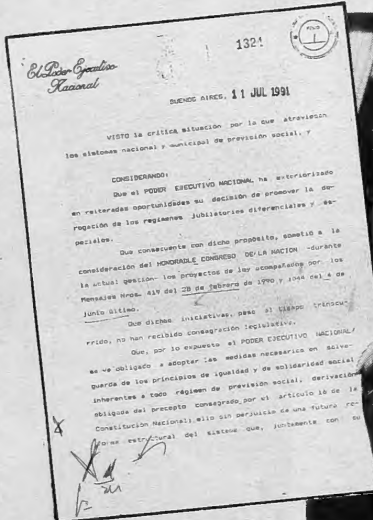 El Poder Ejecutivo
Nacional
1324
FOLIO
1
BUENOS AIRES, 11 JUL 1991
VISTO la crítica situación por la que atraviesan
los sistemas nacional y municipal de previsión social, y
CONSIDERANDO:
Que el PODER EJECUTIVO NACIONAL ha exteriorizado
en reiteradas oportunidades su decisión de promover la de-
rogación de los regímenes jubilatorios diferenciales y es-
peciales.
Que consecuente con dicho propósito, sometió a la
consideración del HONORABLE CONGRESO DE LA NACION -durante
la actual gestión- los proyectos de ley acompañados por los
Mensajes Nros. 419 del 28 de febrero de 1990 y 1044 del 4 de
junio último.
Que dichas iniciativas, pese al tiempo transcu-
rrido, no han recibido consagración legislativa.
Que, por lo expuesto el PODER EJECUTIVO NACIONAL
se ve obligado a adoptar las medidas necesarias en salva-
guarda de los principios de igualdad y de solidaridad social
inherentes a todo régimen de previsión social, derivación
obligada del precepto consagrado por el artículo 16 de la
Constitución Nacional; ello sin perjuicio de una futura re-
forma estructural del sistema que, juntamente con su